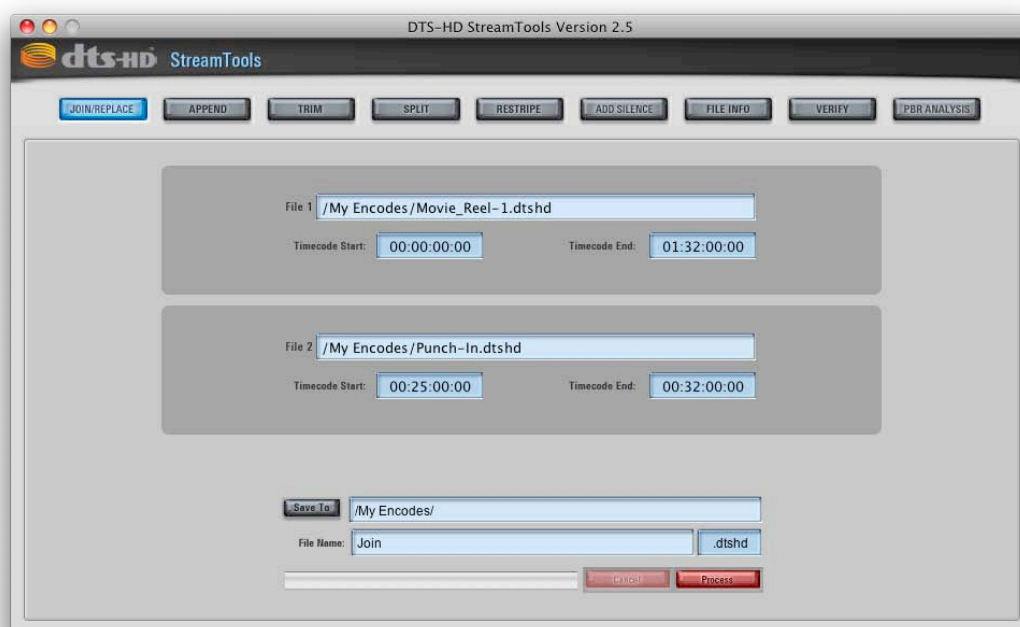 DTS-HD StreamTools Version 2.5
dts-HD StreamTools
JOIN/REPLACE APPEND TRIM SPLIT RESTRIPE ADD SILENCE FILE INFO VERIFY PBR ANALYSIS
File 1 /My Encodes/Movie_Reel-1.dtshd
Timecode Start: 00:00:00:00 Timecode End: 01:32:00:00
File 2 /My Encodes/Punch-In.dtshd
Timecode Start: 00:25:00:00 Timecode End: 00:32:00:00
Save To /My Encodes/
File Name: Join .dtshd
Cancel Process